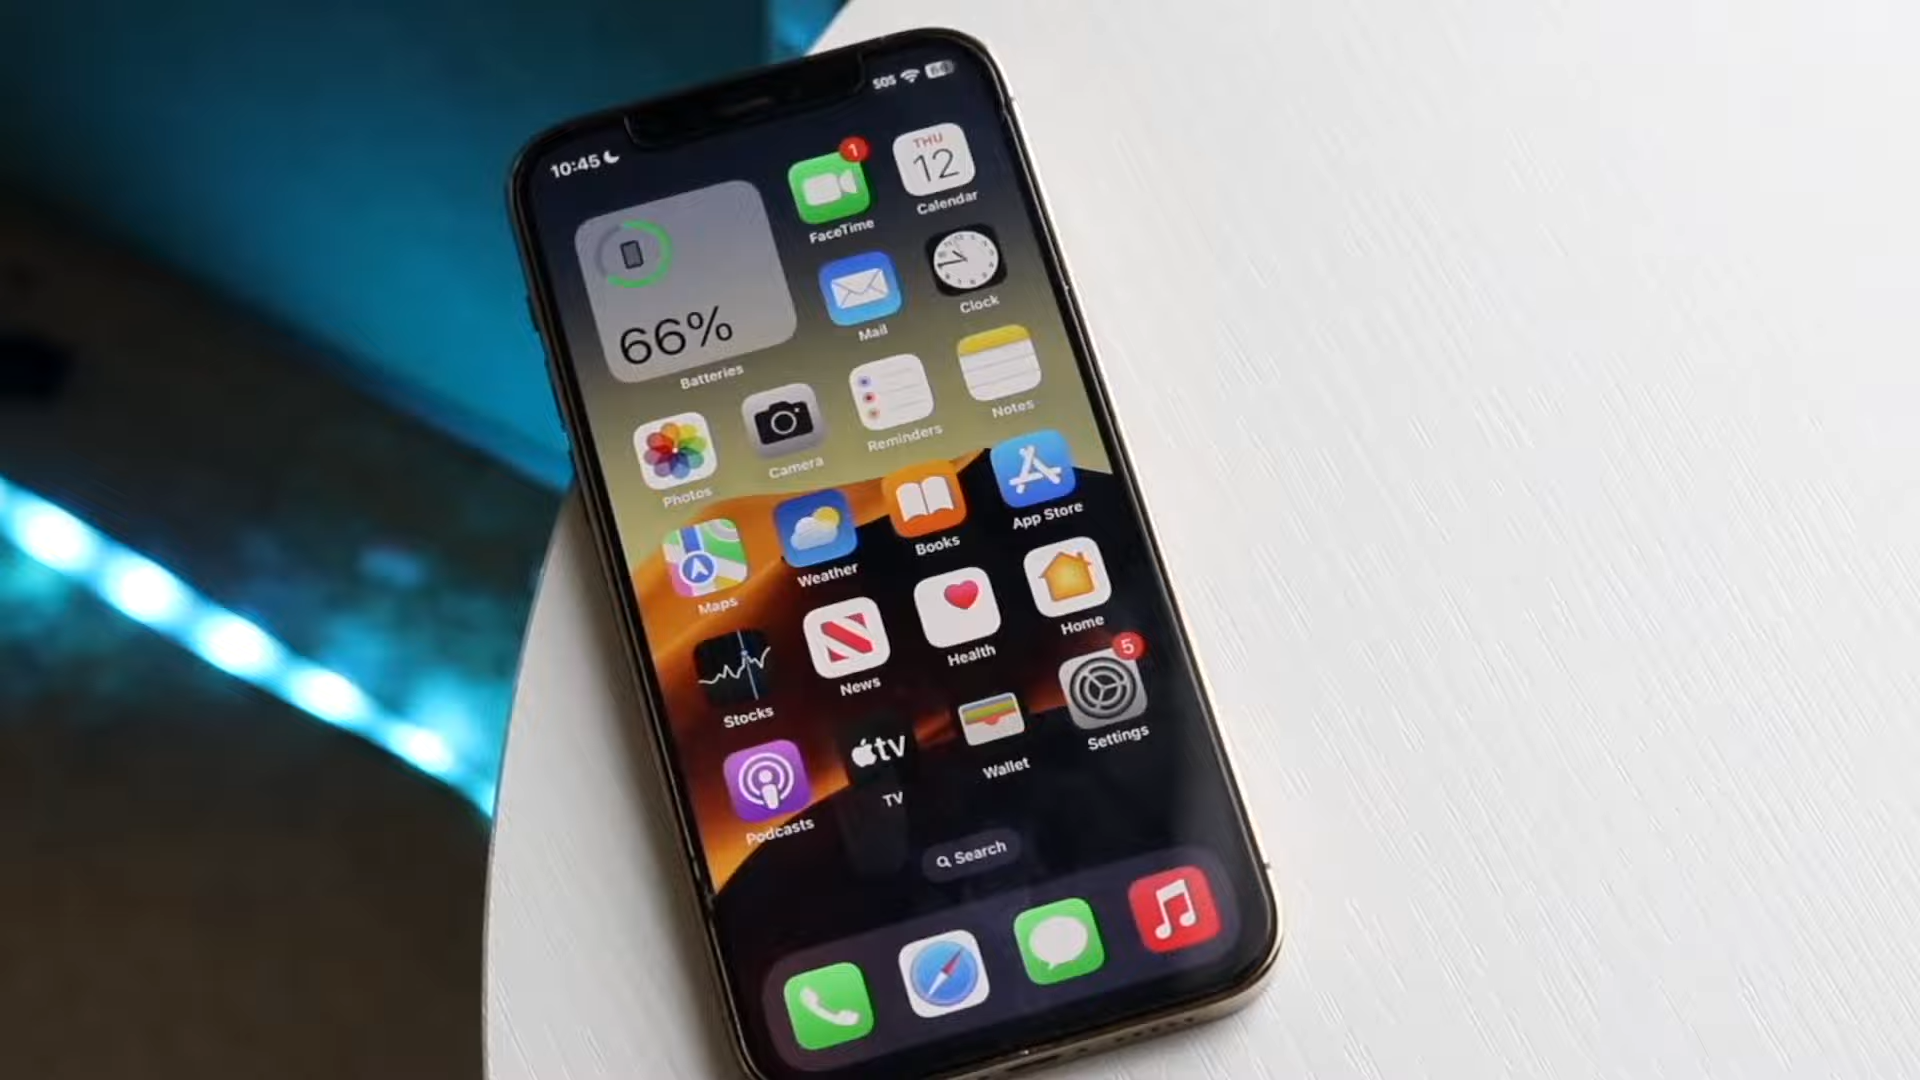 10:45
SOS
1
THU
12
FaceTime
Calendar
66%
Batteries
Mail
Clock
Photos
Camera
Reminders
Notes
Maps
Weather
Books
App Store
Stocks
News
Health
Home
5
Podcasts
tv
TV
Wallet
Settings
Search